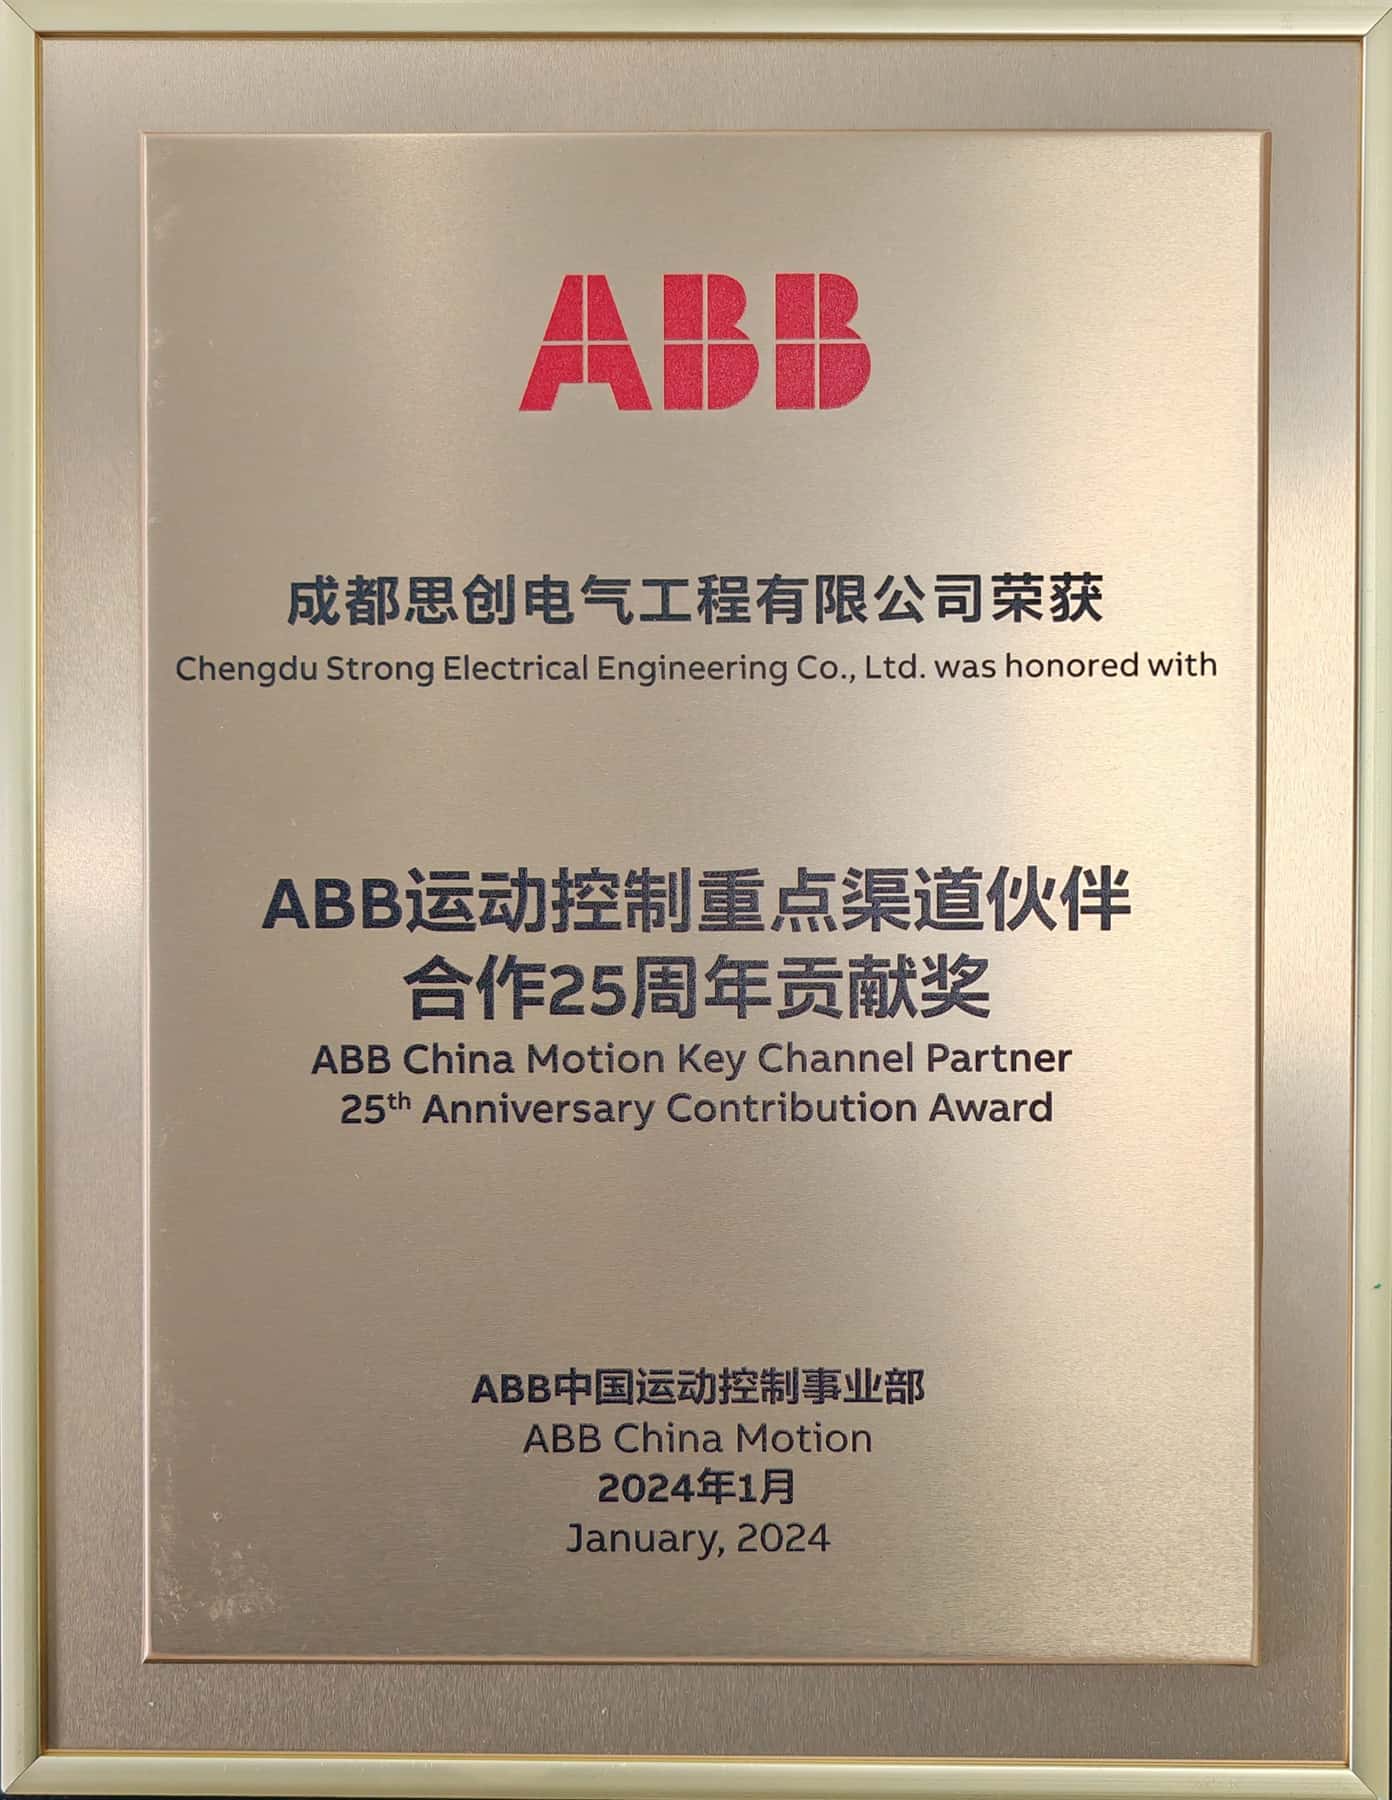 ABB
成都思创电气工程有限公司荣获
Chengdu Strong Electrical Engineering Co., Ltd. was honored with
ABB运动控制重点渠道伙伴
合作25周年贡献奖
ABB China Motion Key Channel Partner
25th Anniversary Contribution Award
ABB中国运动控制事业部
ABB China Motion
2024年1月
January, 2024